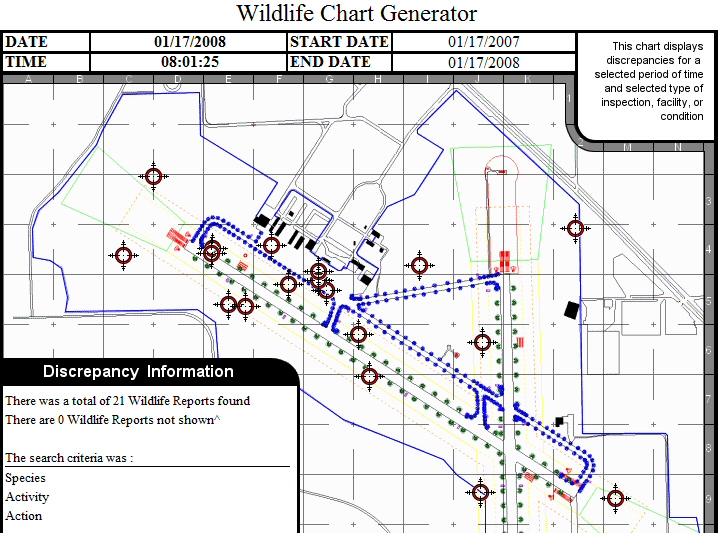 Wildlife Chart Generator
DATE 01/17/2008 START DATE 01/17/2007
TIME 08:01:25 END DATE 01/17/2008
This chart displays
discrepancies for a
selected period of time
and selected type of
inspection, facility, or
condition
A B C D E F G H I J K M N
1
2
3
4
5
6
7
8
9
Discrepancy Information
There was a total of 21 Wildlife Reports found
There are 0 Wildlife Reports not shown^
The search criteria was :
Species
Activity
Action